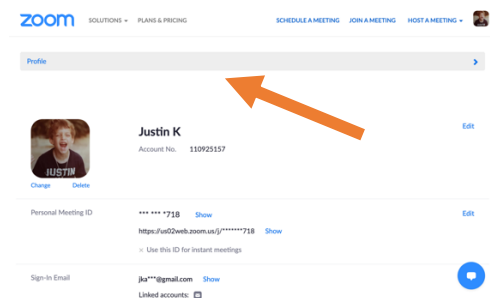 zoom SOLUTIONS PLANS & PRICING SCHEDULE A MEETING JOIN A MEETING HOST A MEETING
Profile
Justin K
Edit
Account No. 110925157
JUSTIN
Change Delete
Personal Meeting ID *** *** *718 Show Edit
https://us02web.zoom.us/j/*******718 Show
× Use this ID for instant meetings
Sign-In Email jka***@gmail.com Show
Linked accounts: